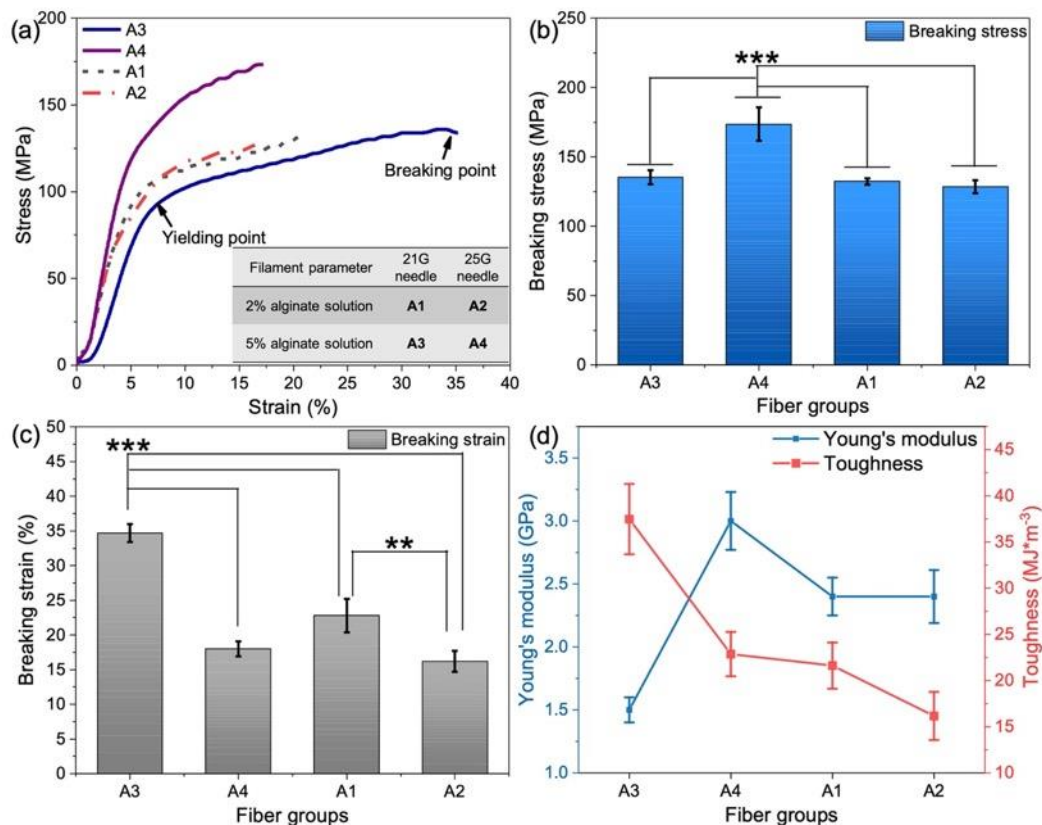 (a)
200
150
100
50
0
Stress (MPa)
A3
A4
A1
A2
Breaking point
Yielding point
Filament parameter 21G needle 25G needle
2% alginate solution A1 A2
5% alginate solution A3 A4
0 5 10 15 20 25 30 35 40
Strain (%)
(b)
250
200
150
100
50
0
Breaking stress (MPa)
Breaking stress
***
A3 A4 A1 A2
Fiber groups
(c)
50
45
40
35
30
25
20
15
10
5
0
Breaking strain (%)
Breaking strain
***
**
A3 A4 A1 A2
Fiber groups
(d)
3.5
3.0
2.5
2.0
1.5
1.0
Young's modulus (GPa)
Young's modulus
Toughness
45
40
35
30
25
20
15
10
Toughness (MJ*m-3)
A3 A4 A1 A2
Fiber groups